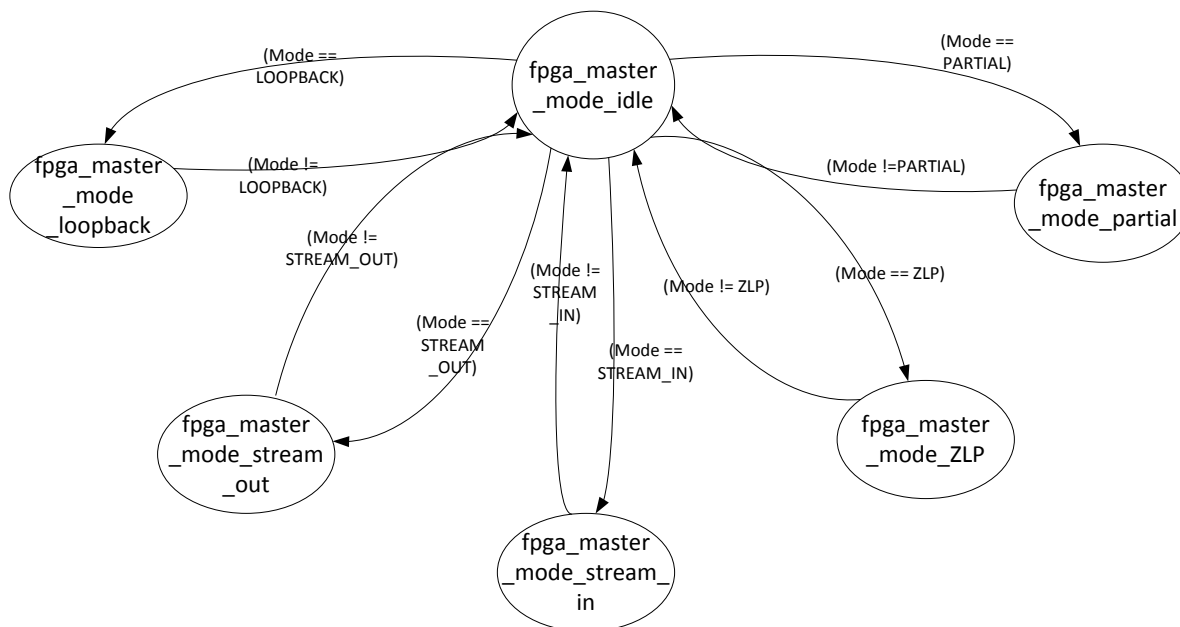 fpga_master
_mode_idle
(Mode ==
LOOPBACK)
(Mode ==
PARTIAL)
fpga_master
_mode
_loopback
(Mode !=
LOOPBACK)
(Mode !=PARTIAL)
fpga_master
_mode_partial
(Mode !=
STREAM_OUT)
(Mode ==
STREAM
_OUT)
(Mode !=
STREAM
_IN)
(Mode ==
STREAM_IN)
(Mode != ZLP)
(Mode == ZLP)
fpga_master
_mode_stream
_out
fpga_master
_mode_ZLP
fpga_master
_mode_stream_
in